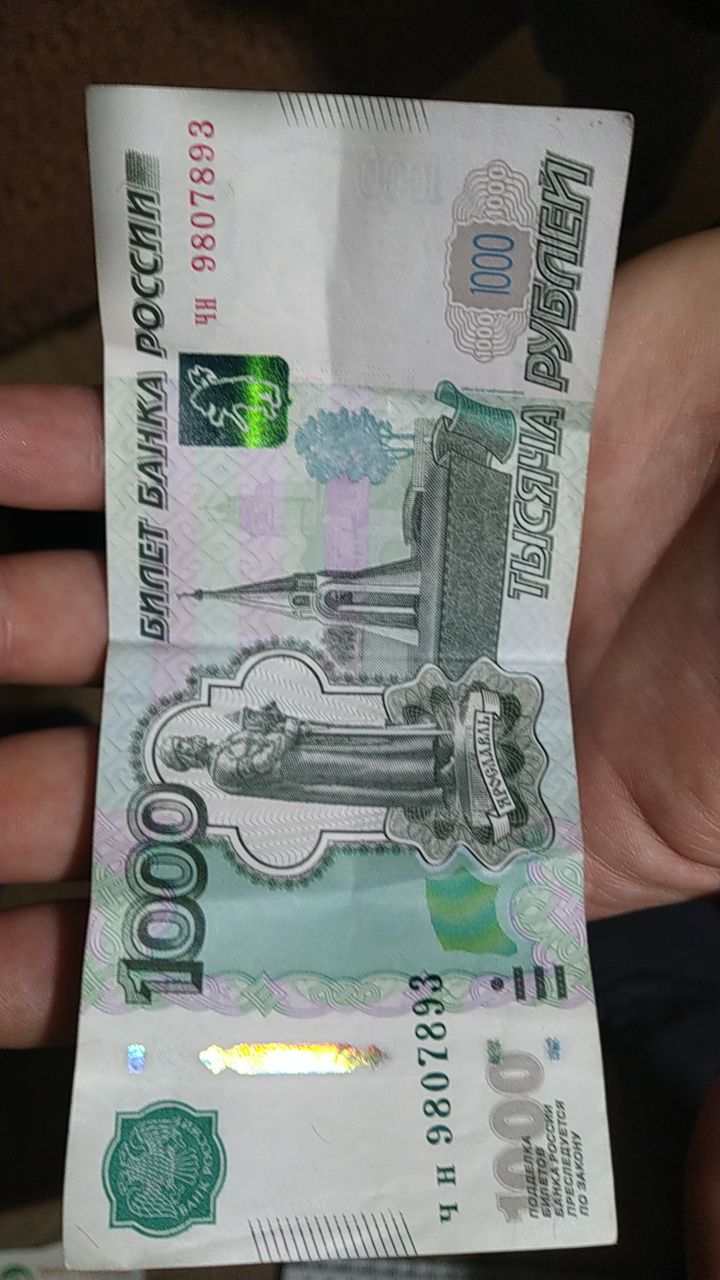 БИЛЕТ БАНКА РОССИИ
БАНК РОССИИ
1000
чн 9807893
чн 9807893
1000
ПОДДЕЛКА
БИЛЕТОВ
БАНКА РОССИИ
ПРЕСЛЕДУЕТСЯ
ПО ЗАКОНУ
ЯРОСЛАВЛЬ
1000 1000 1000
ТЫСЯЧА РУБЛЕЙ